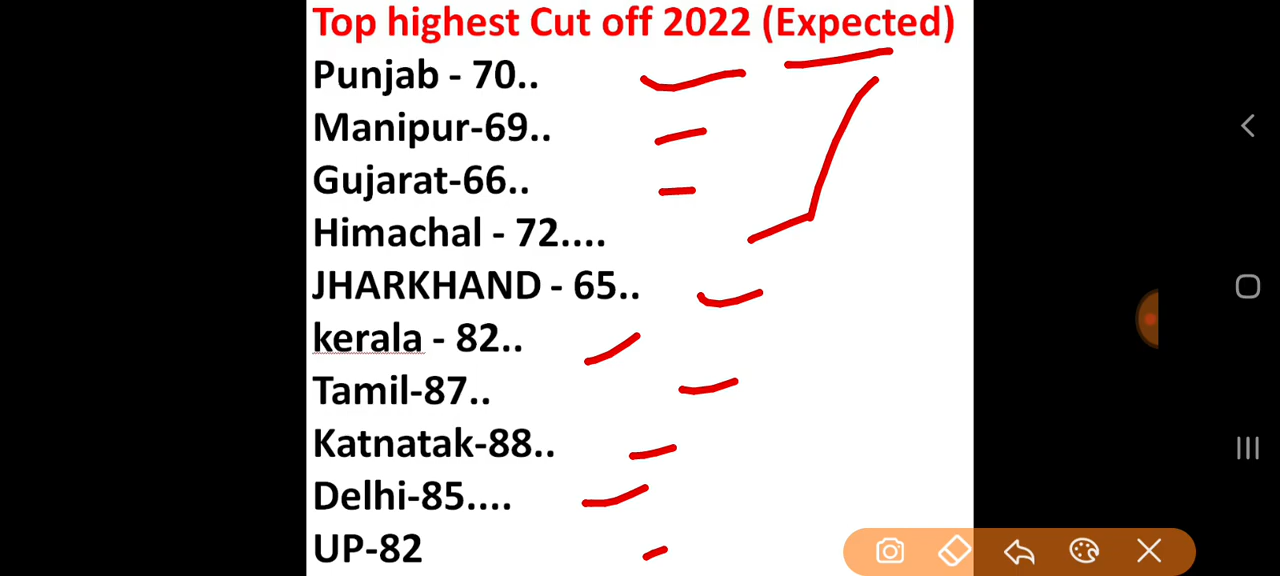 Top highest Cut off 2022 (Expected)
Punjab - 70..
Manipur-69..
Gujarat-66..
Himachal - 72....
JHARKHAND - 65..
kerala - 82..
Tamil-87..
Katnatak-88..
Delhi-85....
UP-82